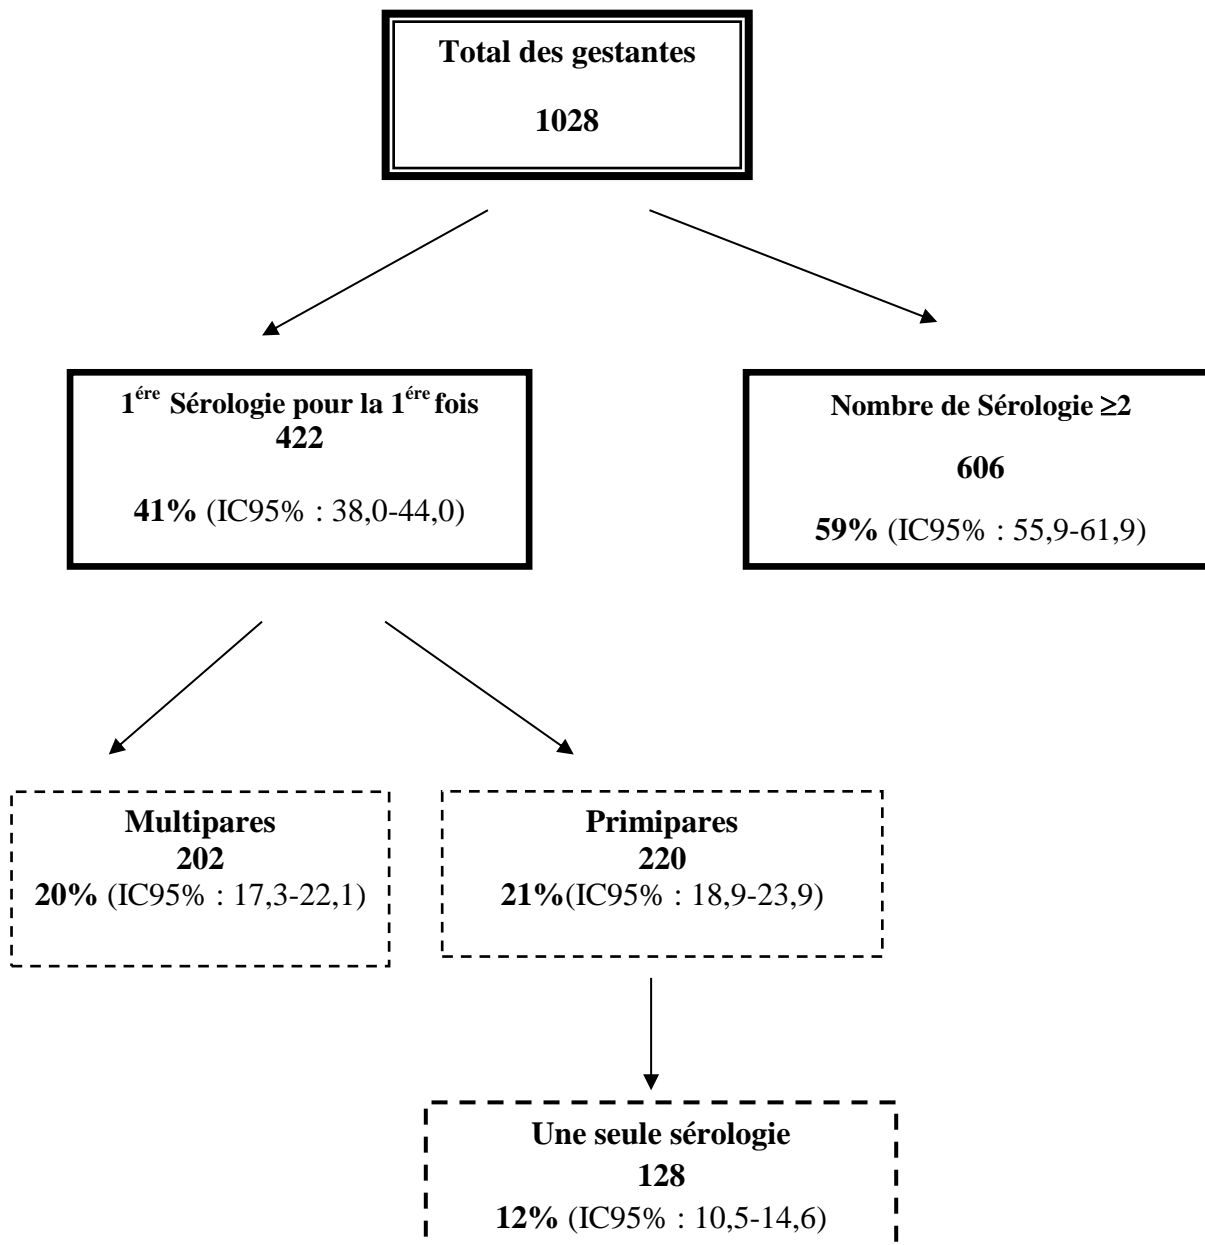 Total des gestantes
1028
1ére Sérologie pour la 1ére fois
422
41% (IC95% : 38,0-44,0)
Nombre de Sérologie ≥2
606
59% (IC95% : 55,9-61,9)
Multipares
202
20% (IC95% : 17,3-22,1)
Primipares
220
21%(IC95% : 18,9-23,9)
Une seule sérologie
128
12% (IC95% : 10,5-14,6)